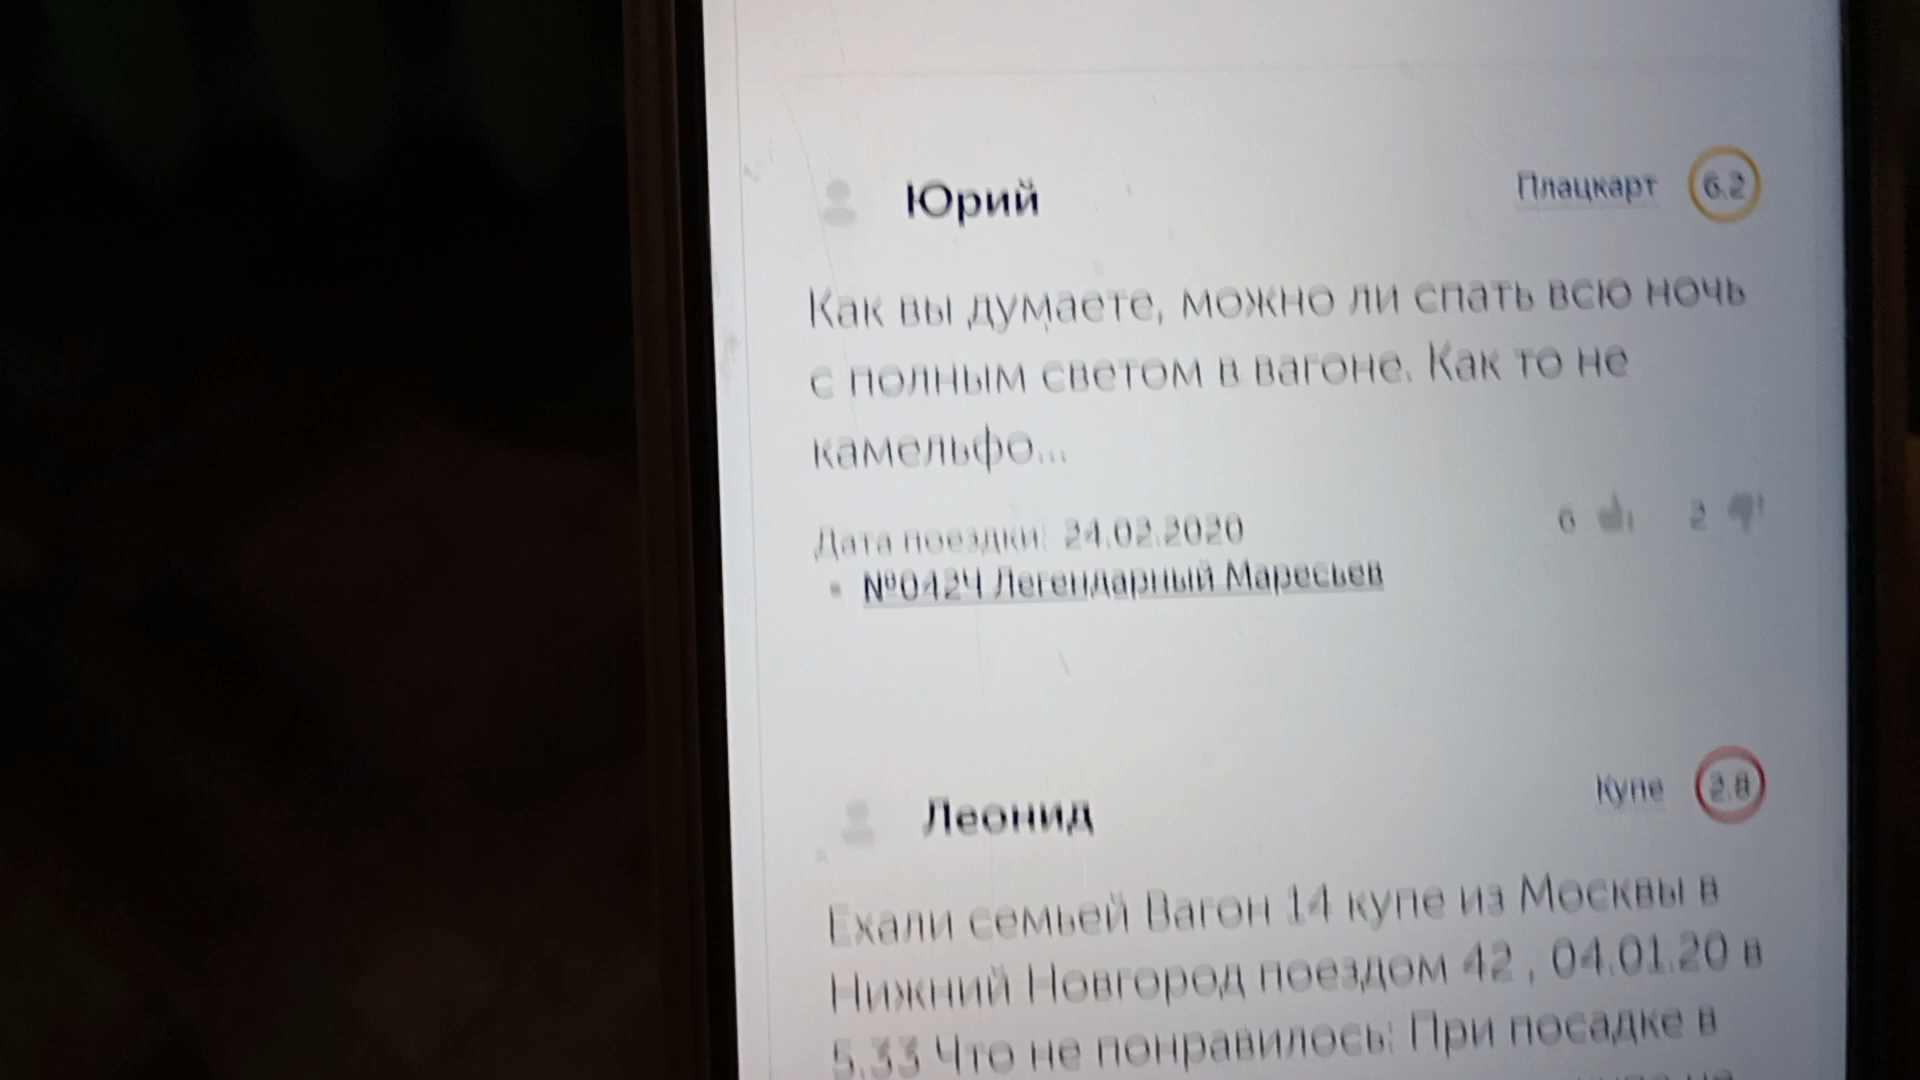 Юрий
Плацкарт 6.2
Как вы думаете, можно ли спать всю ночь
с полным светом в вагоне. Как то не
камельфо...
Дата поездки: 24.02.2020
6 2
№042Ч Легендарный Маресьев
Леонид
Купе 2.8
Ехали семьей Вагон 14 купе из Москвы в
Нижний Новгород поездом 42 , 04.01.20 в
5.33 Что не понравилось: При посадке в